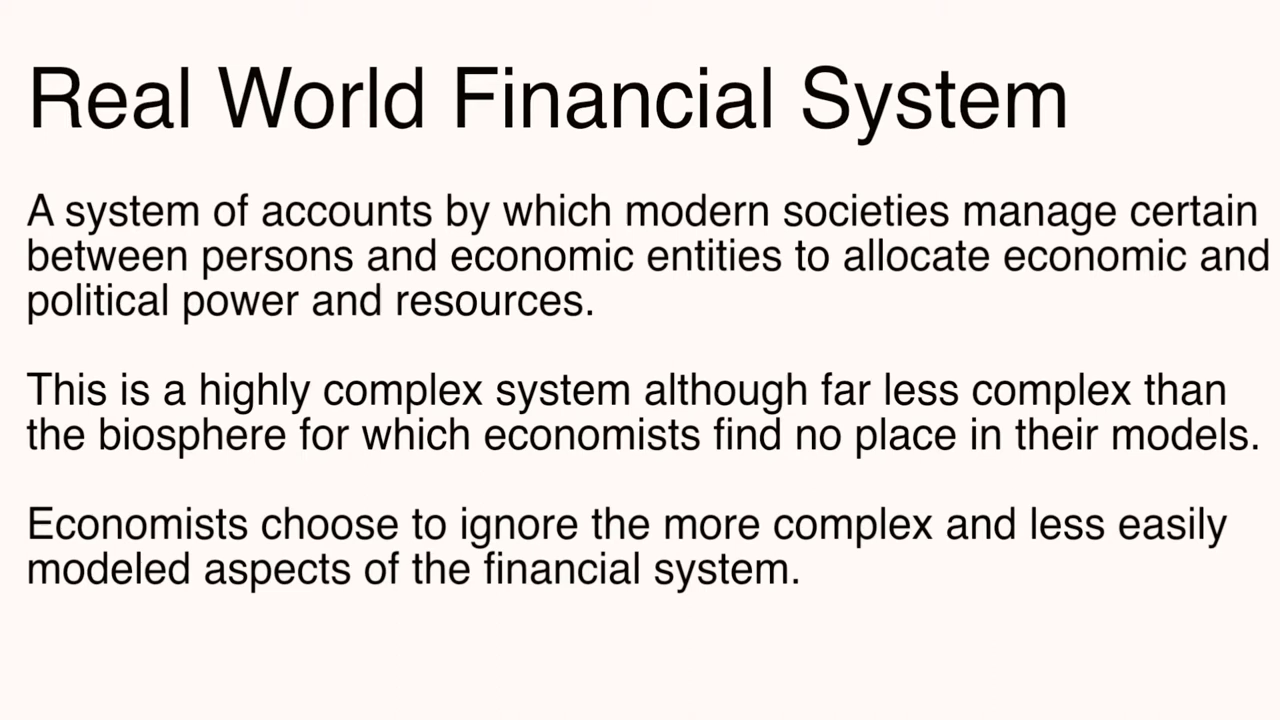 Real World Financial System
A system of accounts by which modern societies manage certain
between persons and economic entities to allocate economic and
political power and resources.
This is a highly complex system although far less complex than
the biosphere for which economists find no place in their models.
Economists choose to ignore the more complex and less easily
modeled aspects of the financial system.